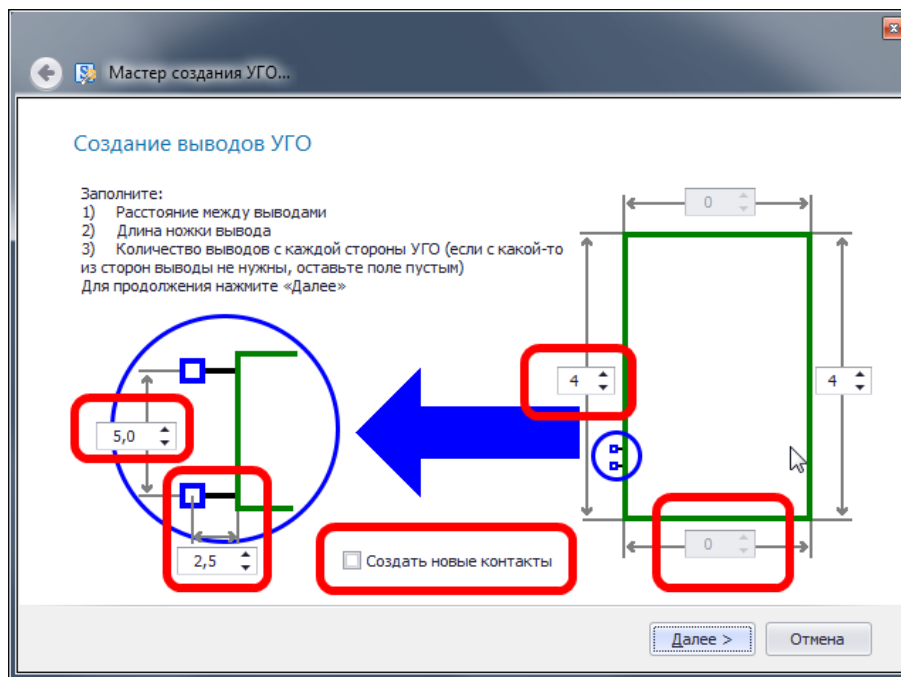 Мастер создания УГО...
Создание выводов УГО
Заполните:
1) Расстояние между выводами
2) Длина ножки вывода
3) Количество выводов с каждой стороны УГО (если с какой-то
из сторон выводы не нужны, оставьте поле пустым)
Для продолжения нажмите «Далее»
0
4
4
5,0
2,5
0
Создать новые контакты
Далее >
Отмена